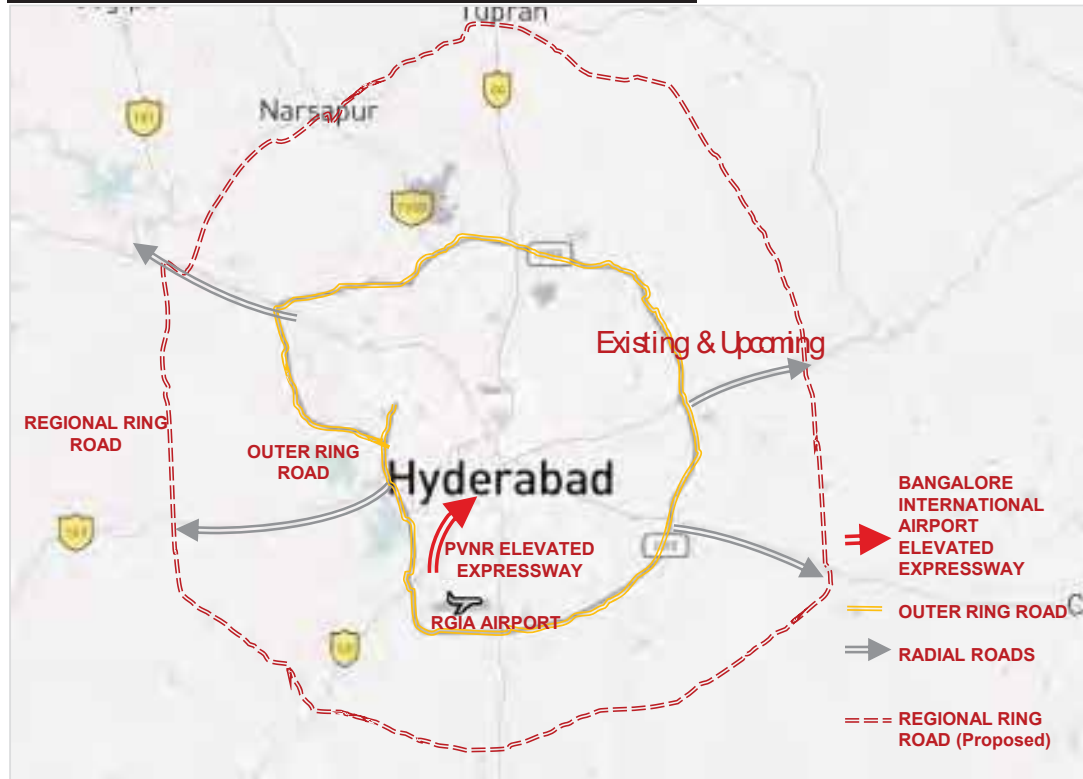 Tupran
Narsapur
Existing & Upcoming
REGIONAL RING
ROAD
OUTER RING
ROAD
Hyderabad
PVNR ELEVATED
EXPRESSWAY
RGIA AIRPORT
BANGALORE
INTERNATIONAL
AIRPORT
ELEVATED
EXPRESSWAY
OUTER RING ROAD
RADIAL ROADS
REGIONAL RING
ROAD (Proposed)